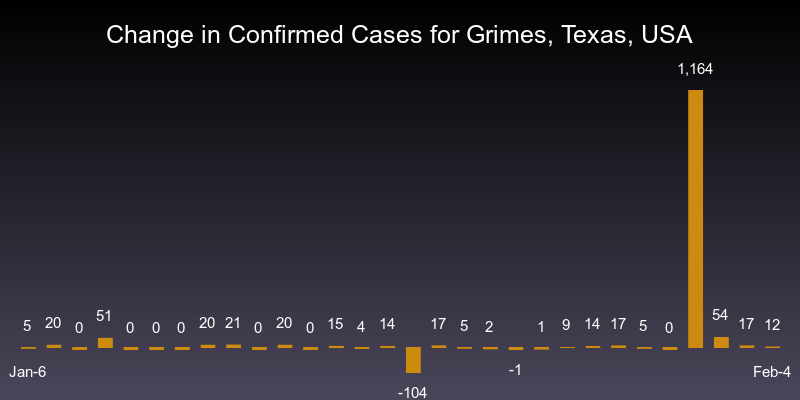 Change in Confirmed Cases for Grimes, Texas, USA
1,164
5 20 0 51 0 0 0 20 21 0 20 0 15 4 14 17 5 2 1 9 14 17 5 0 54 17 12
Jan-6 -1 Feb-4
-104